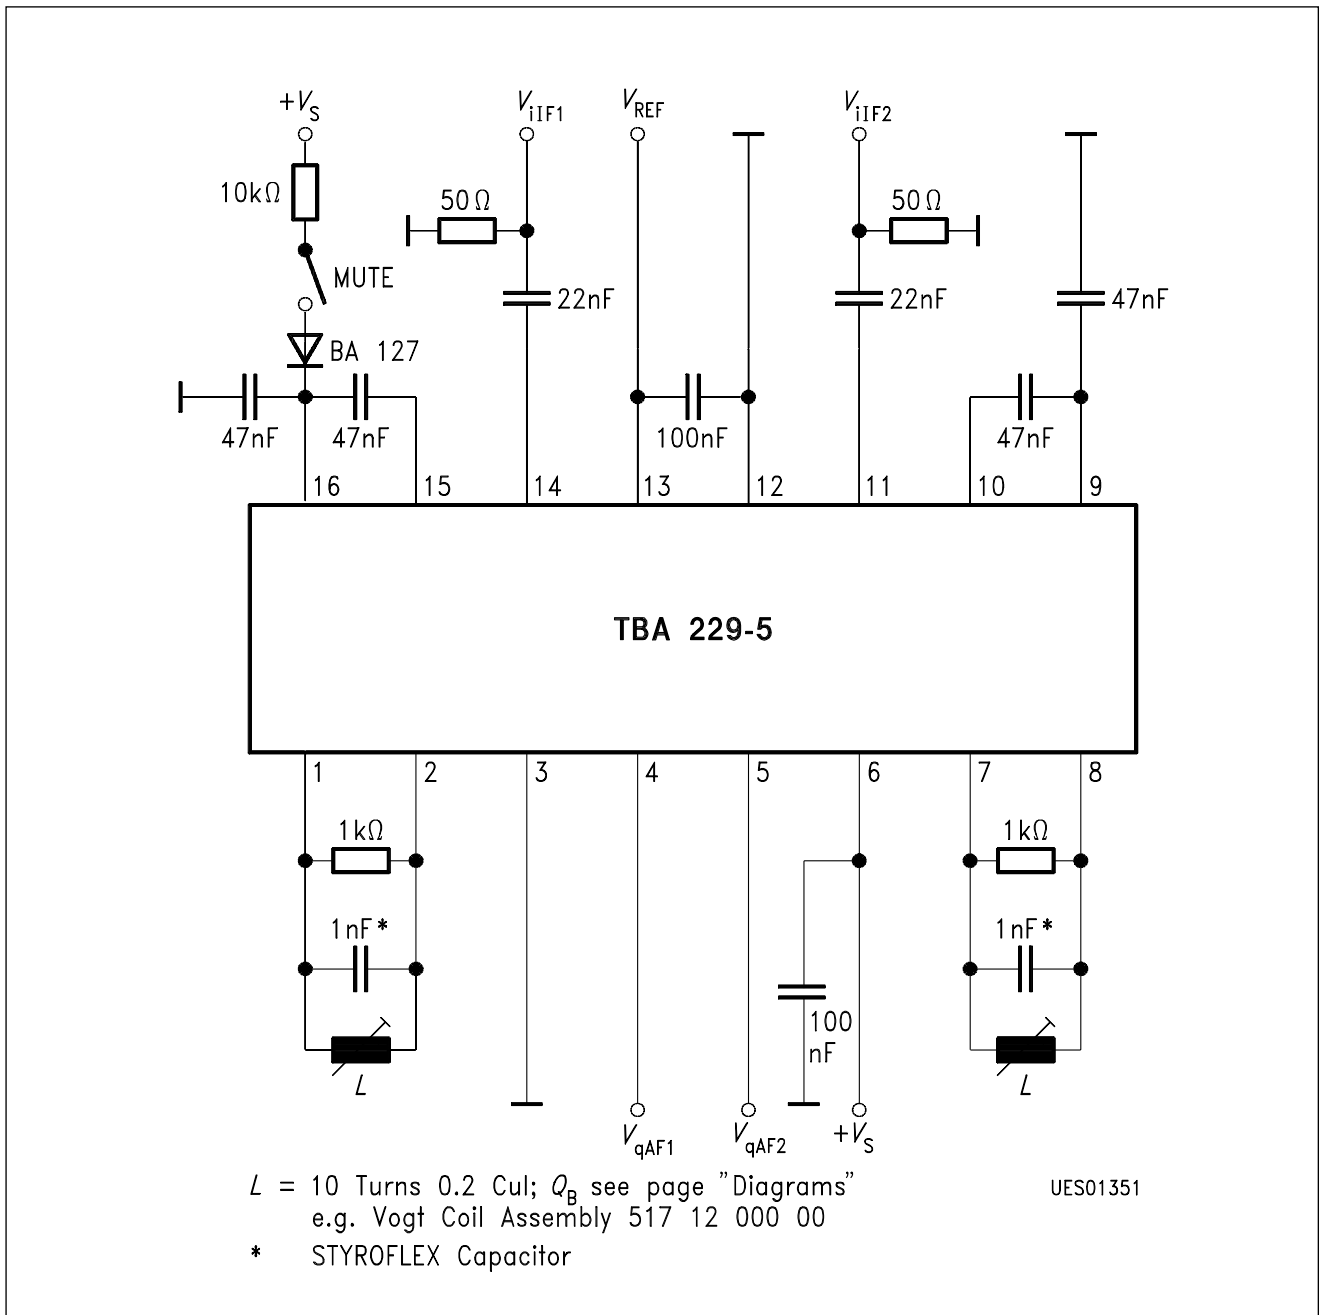 +VS ViIF1 VREF ViIF2
10kΩ 50Ω 50Ω
MUTE 22nF 22nF 47nF
BA 127
47nF 47nF 100nF 47nF
16 15 14 13 12 11 10 9
TBA 229-5
1 2 3 4 5 6 7 8
1kΩ 1kΩ
1nF* 1nF*
100
nF
L L
VqAF1 VqAF2 +VS
L = 10 Turns 0.2 Cul; QB see page "Diagrams" UES01351
e.g. Vogt Coil Assembly 517 12 000 00
* STYROFLEX Capacitor